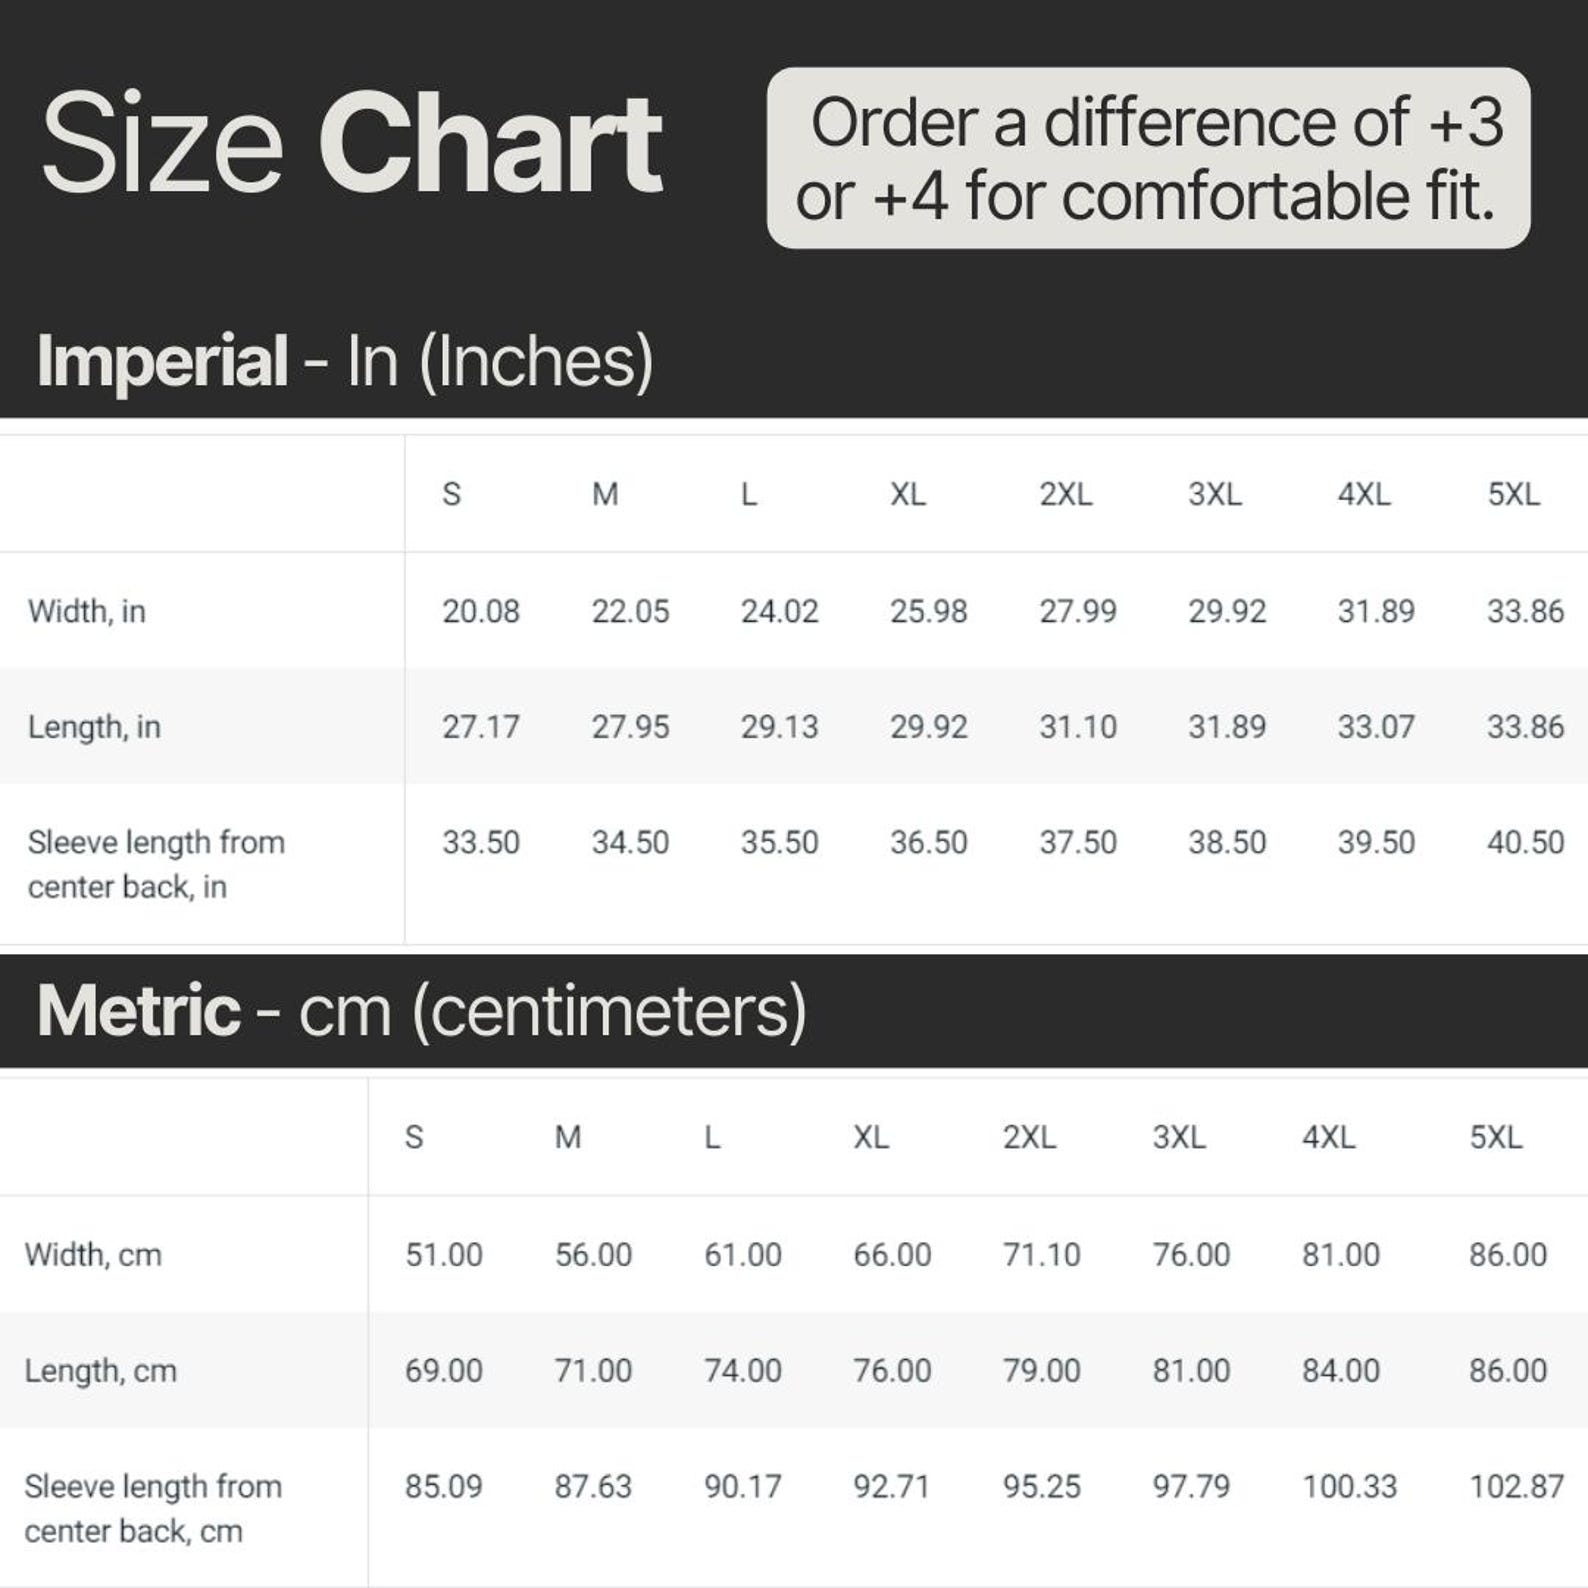 Size Chart
Order a difference of +3
or +4 for comfortable fit.
Imperial - In (Inches)
S M L XL 2XL 3XL 4XL 5XL
Width, in 20.08 22.05 24.02 25.98 27.99 29.92 31.89 33.86
Length, in 27.17 27.95 29.13 29.92 31.10 31.89 33.07 33.86
Sleeve length from 33.50 34.50 35.50 36.50 37.50 38.50 39.50 40.50
center back, in
Metric - cm (centimeters)
S M L XL 2XL 3XL 4XL 5XL
Width, cm 51.00 56.00 61.00 66.00 71.10 76.00 81.00 86.00
Length, cm 69.00 71.00 74.00 76.00 79.00 81.00 84.00 86.00
Sleeve length from 85.09 87.63 90.17 92.71 95.25 97.79 100.33 102.87
center back, cm